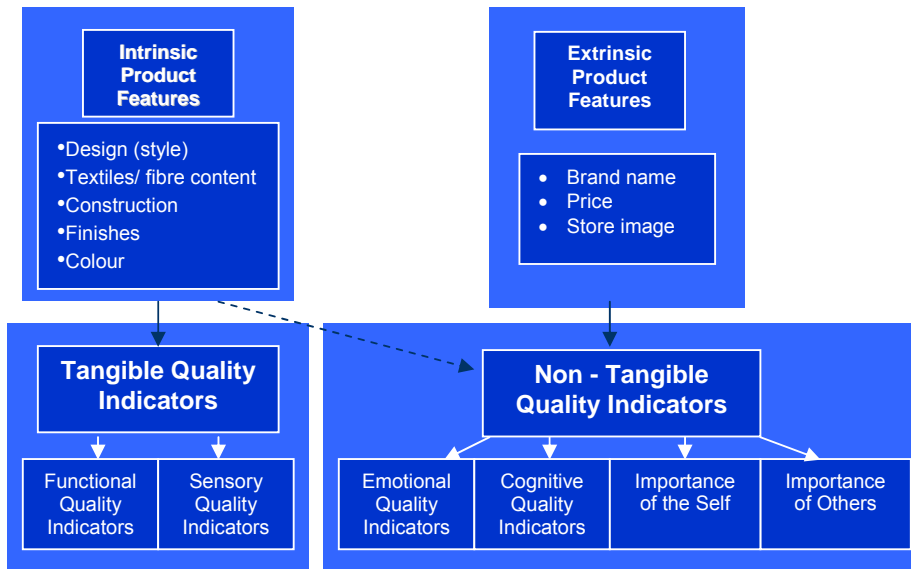 Intrinsic
Product
Features
•Design (style)
•Textiles/ fibre content
•Construction
•Finishes
•Colour
Extrinsic
Product
Features
• Brand name
• Price
• Store image
Tangible Quality
Indicators
Functional
Quality
Indicators
Sensory
Quality
Indicators
Non - Tangible
Quality Indicators
Emotional
Quality
Indicators
Cognitive
Quality
Indicators
Importance
of the Self
Importance
of Others